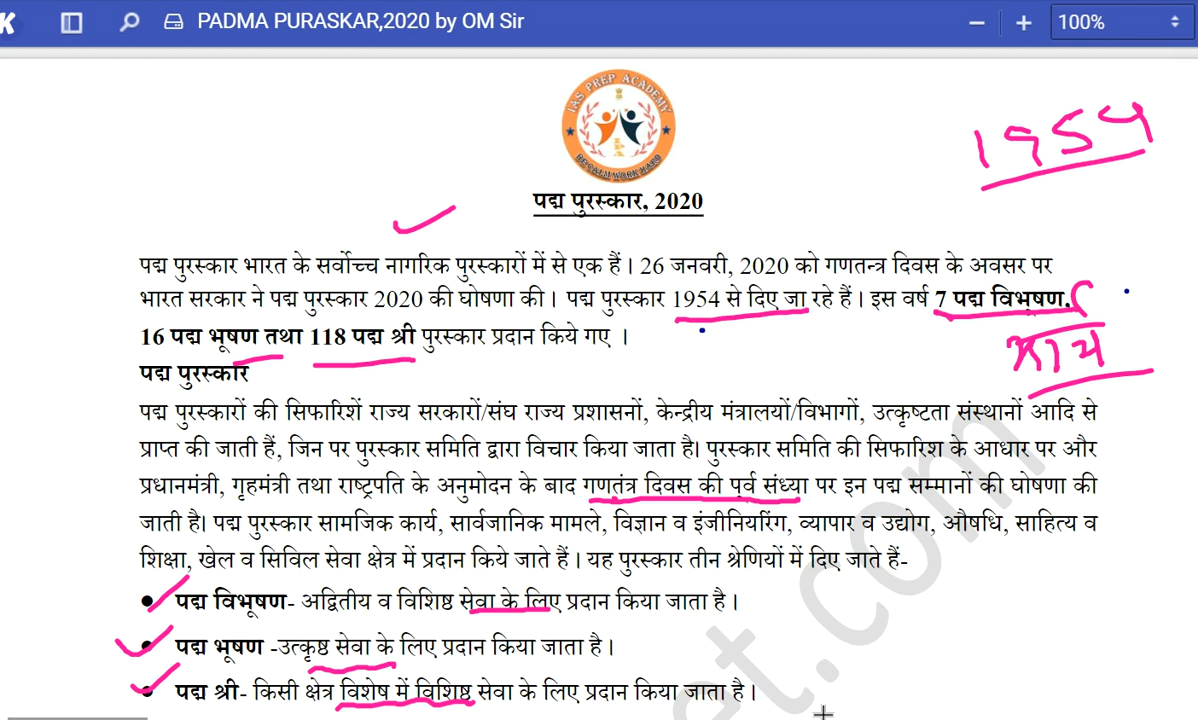 PADMA PURASKAR,2020 by OM Sir
100%
IAS PREP ACADEMY
1954
पद्म पुरस्कार, 2020
पद्म पुरस्कार भारत के सर्वोच्च नागरिक पुरस्कारों में से एक हैं। 26 जनवरी, 2020 को गणतन्त्र दिवस के अवसर पर
भारत सरकार ने पद्म पुरस्कार 2020 की घोषणा की। पद्म पुरस्कार 1954 से दिए जा रहे हैं। इस वर्ष 7 पद्म विभूषण,
16 पद्म भूषण तथा 118 पद्म श्री पुरस्कार प्रदान किये गए ।
पद्म पुरस्कार
पद्म पुरस्कारों की सिफारिशें राज्य सरकारों/संघ राज्य प्रशासनों, केन्द्रीय मंत्रालयों/विभागों, उत्कृष्टता संस्थानों आदि से
प्राप्त की जाती हैं, जिन पर पुरस्कार समिति द्वारा विचार किया जाता है। पुरस्कार समिति की सिफारिश के आधार पर और
प्रधानमंत्री, गृहमंत्री तथा राष्ट्रपति के अनुमोदन के बाद गणतंत्र दिवस की पूर्व संध्या पर इन पद्म सम्मानों की घोषणा की
जाती है। पद्म पुरस्कार सामजिक कार्य, सार्वजानिक मामले, विज्ञान व इंजीनियरिंग, व्यापार व उद्योग, औषधि, साहित्य व
शिक्षा, खेल व सिविल सेवा क्षेत्र में प्रदान किये जाते हैं। यह पुरस्कार तीन श्रेणियों में दिए जाते हैं-
● पद्म विभूषण- अद्वितीय व विशिष्ठ सेवा के लिए प्रदान किया जाता है।
● पद्म भूषण -उत्कृष्ठ सेवा के लिए प्रदान किया जाता है।
● पद्म श्री- किसी क्षेत्र विशेष में विशिष्ठ सेवा के लिए प्रदान किया जाता है।
et.com